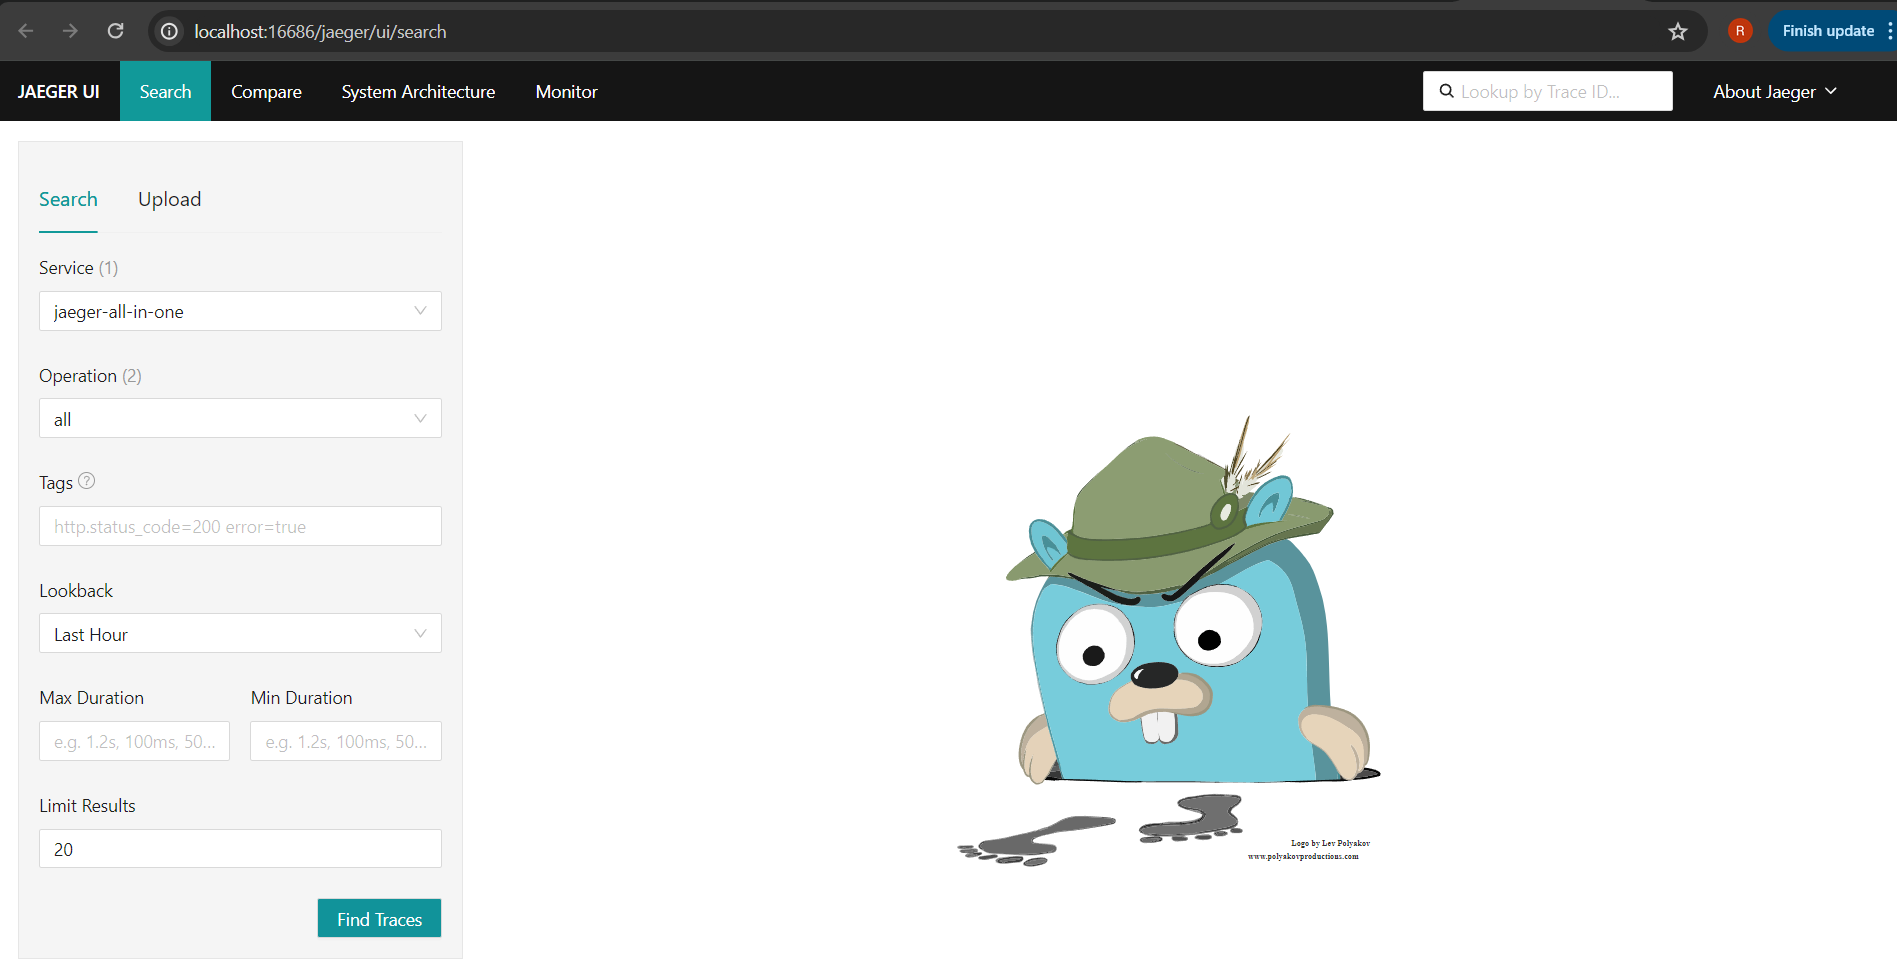 localhost:16686/jaeger/ui/search
R
Finish update
JAEGER UI
Search
Compare
System Architecture
Monitor
Lookup by Trace ID...
About Jaeger
Search
Upload
Service (1)
jaeger-all-in-one
Operation (2)
all
Tags
?
http.status_code=200 error=true
Lookback
Last Hour
Max Duration
Min Duration
e.g. 1.2s, 100ms, 50...
e.g. 1.2s, 100ms, 50...
Limit Results
20
Find Traces
Logo by Lev Polyakov
www.polyakovproductions.com